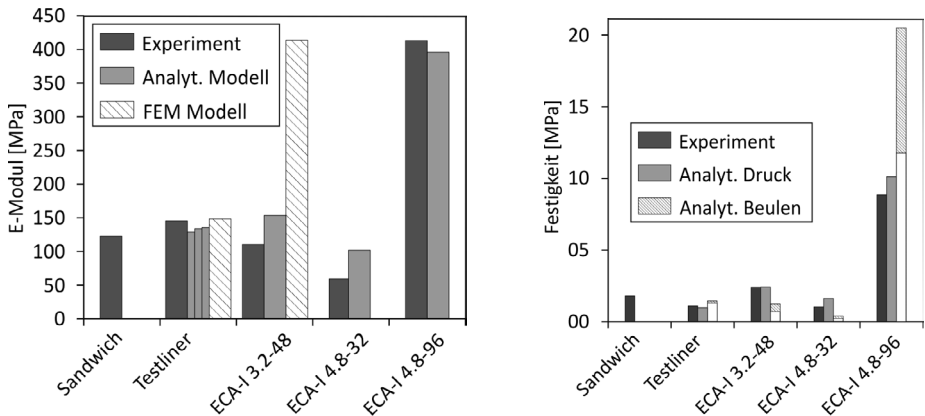 E-Modul [MPa]
450
400
350
300
250
200
150
100
50
0
Experiment
Analyt. Modell
FEM Modell
Sandwich
Testliner
ECA-I 3.2-48
ECA-I 4.8-32
ECA-I 4.8-96
Festigkeit [MPa]
20
15
10
05
00
Experiment
Analyt. Druck
Analyt. Beulen
Sandwich
Testliner
ECA-I 3.2-48
ECA-I 4.8-32
ECA-I 4.8-96